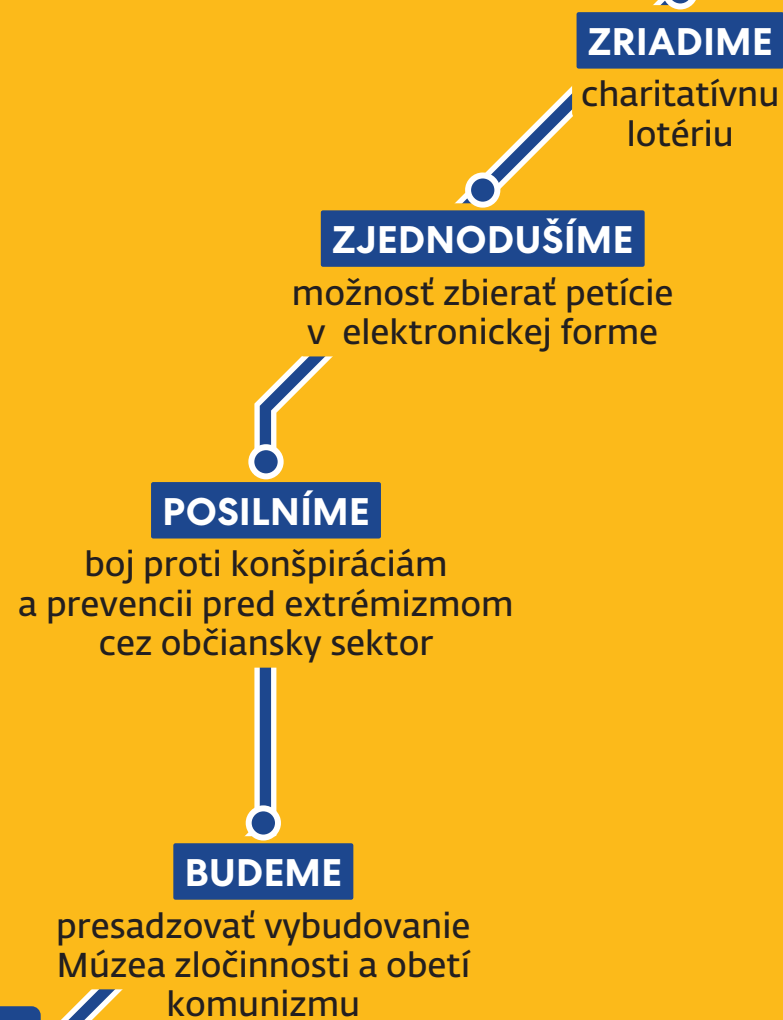 ZRIADIME
charitatívnu
lotériu
ZJEDNODUŠÍME
možnosť zbierať petície
v elektronickej forme
POSILNÍME
boj proti konšpiráciám
a prevencii pred extrémizmom
cez občiansky sektor
BUDEME
presadzovať vybudovanie
Múzea zločinnosti a obetí
komunizmu